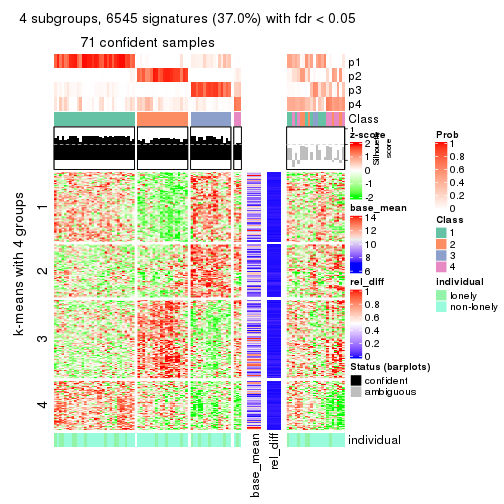 4 subgroups, 6545 signatures (37.0%) with fdr < 0.05
71 confident samples
p1
p2
p3
p4
Class
1
Silhouette
score
z-score
2
1
0
-1
-2
base_mean
14
12
10
8
6
rel_diff
1
0.8
0.6
0.4
0.2
0
Status (barplots)
confident
ambiguous
Prob
1
0.8
0.6
0.4
0.2
0
Class
1
2
3
4
individual
lonely
non-lonely
k-means with 4 groups
1
2
3
4
individual
base_mean
rel_diff